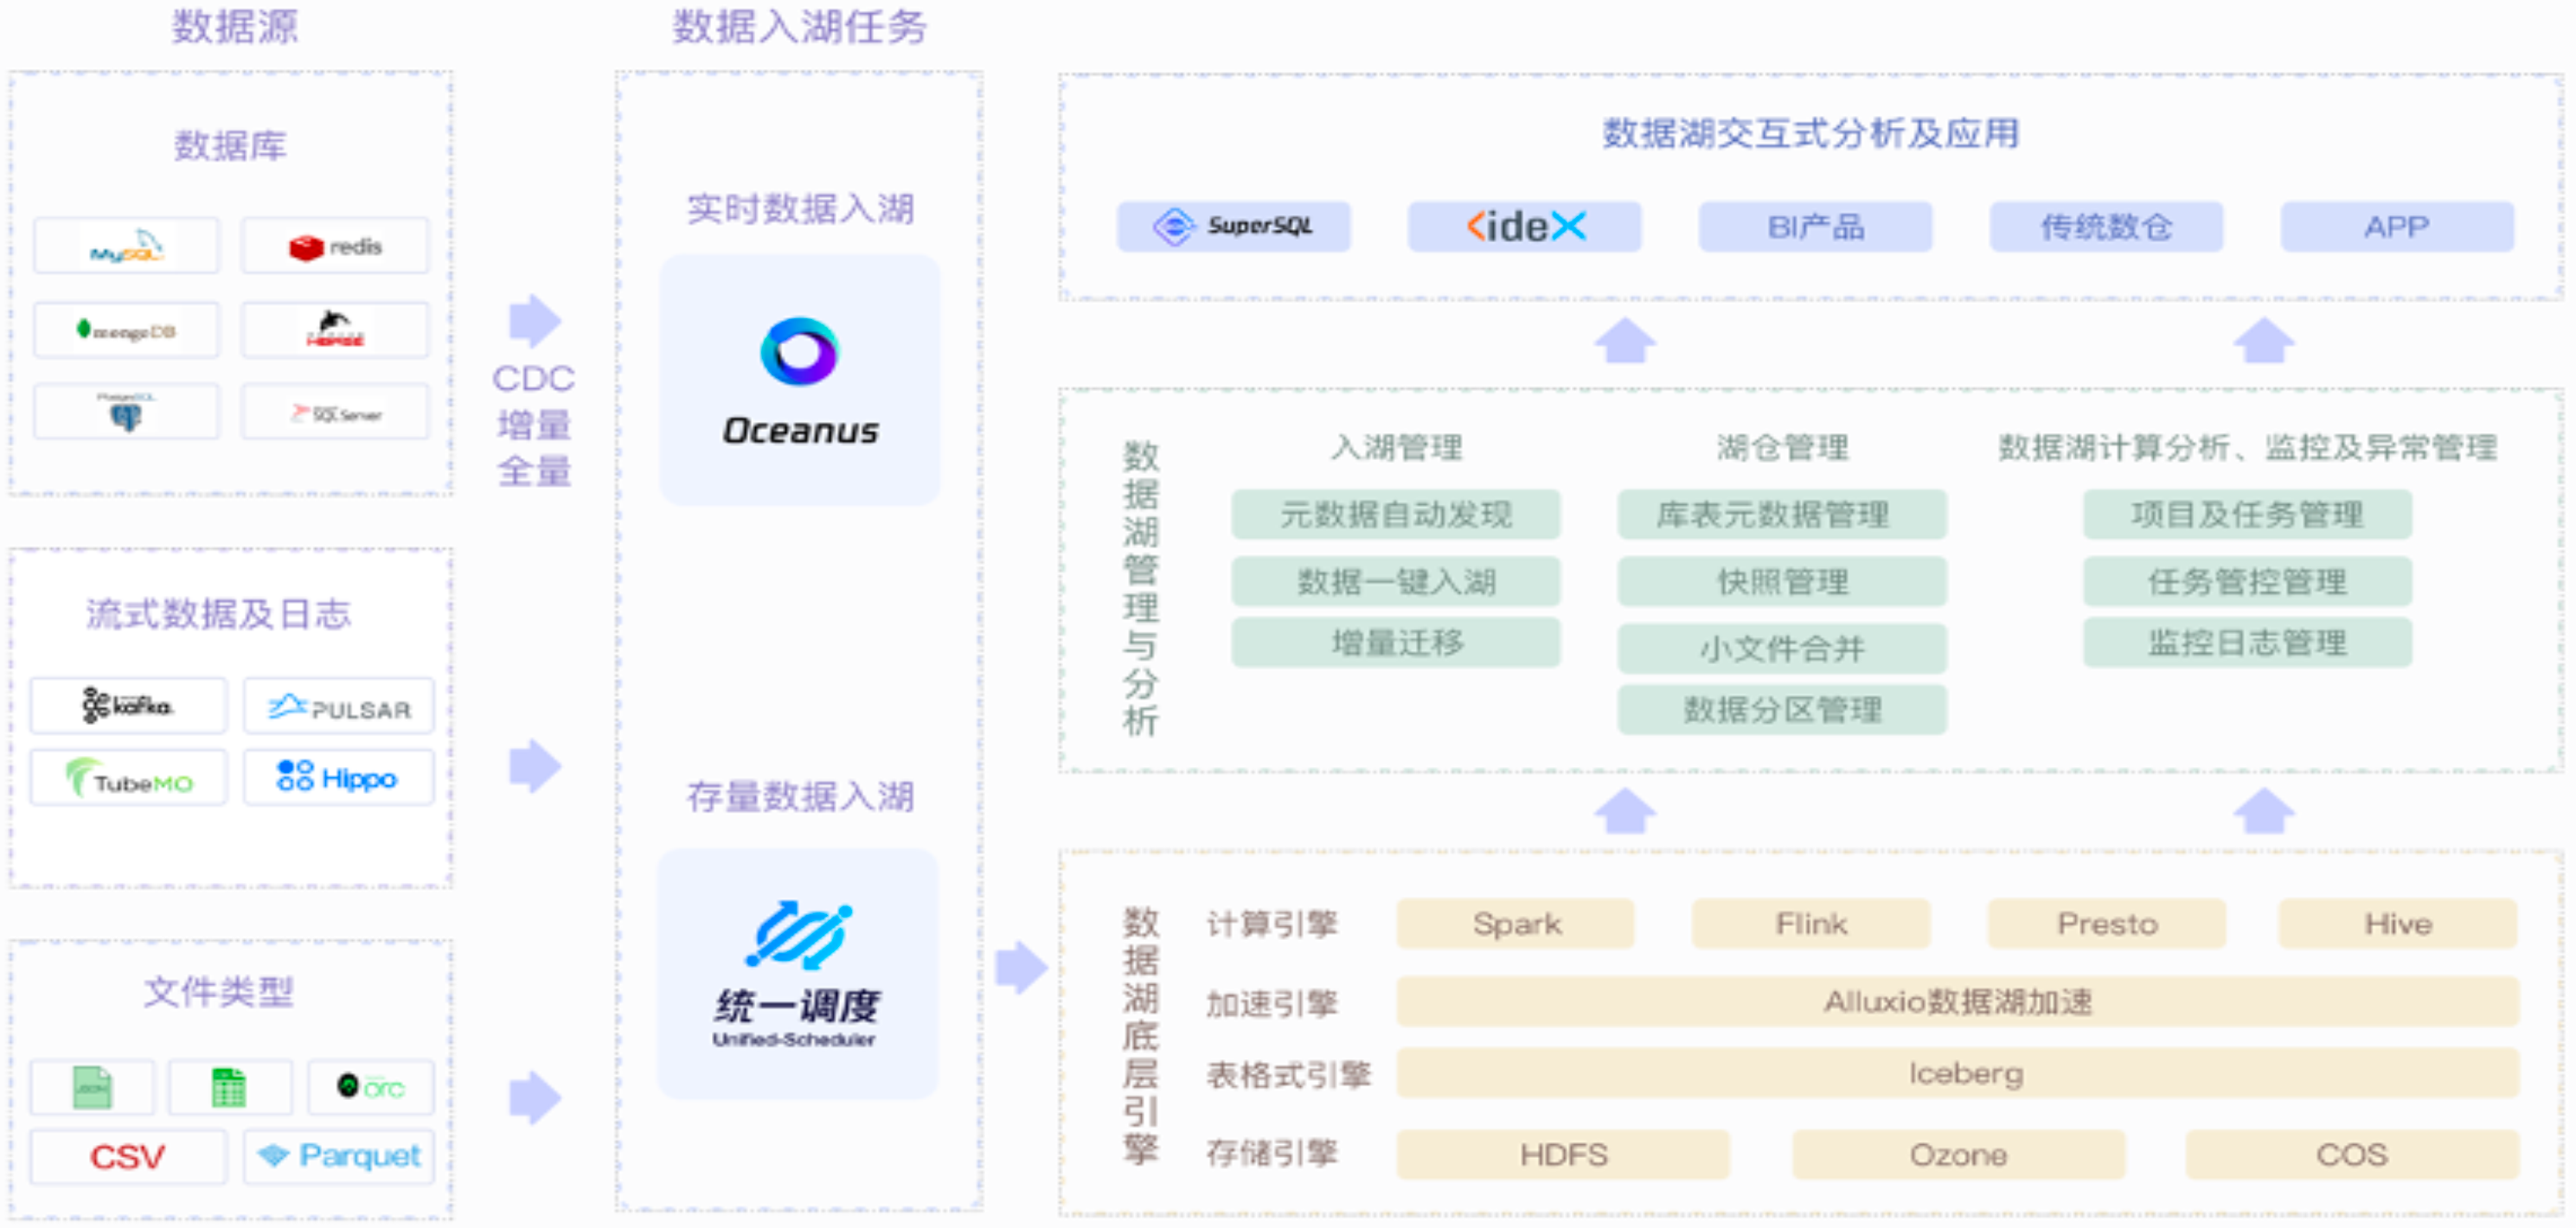 数据源
数据库
MySQL
redis
mongoDB
HBASE
PostgreSQL
SQL Server
流式数据及日志
kafka
PULSAR
TubeMQ
Hippo
文件类型
JSON
orc
CSV
Parquet
CDC
增量
全量
数据入湖任务
实时数据入湖
Oceanus
存量数据入湖
统一调度
Unified-Scheduler
数据湖交互式分析及应用
SuperSQL
ideX
BI产品
传统数仓
APP
数据湖管理与分析
入湖管理
元数据自动发现
数据一键入湖
增量迁移
湖仓管理
库表元数据管理
快照管理
小文件合并
数据分区管理
数据湖计算分析、监控及异常管理
项目及任务管理
任务管控管理
监控日志管理
数据湖底层引擎
计算引擎
Spark
Flink
Presto
Hive
加速引擎
Alluxio数据湖加速
表格式引擎
Iceberg
存储引擎
HDFS
Ozone
COS